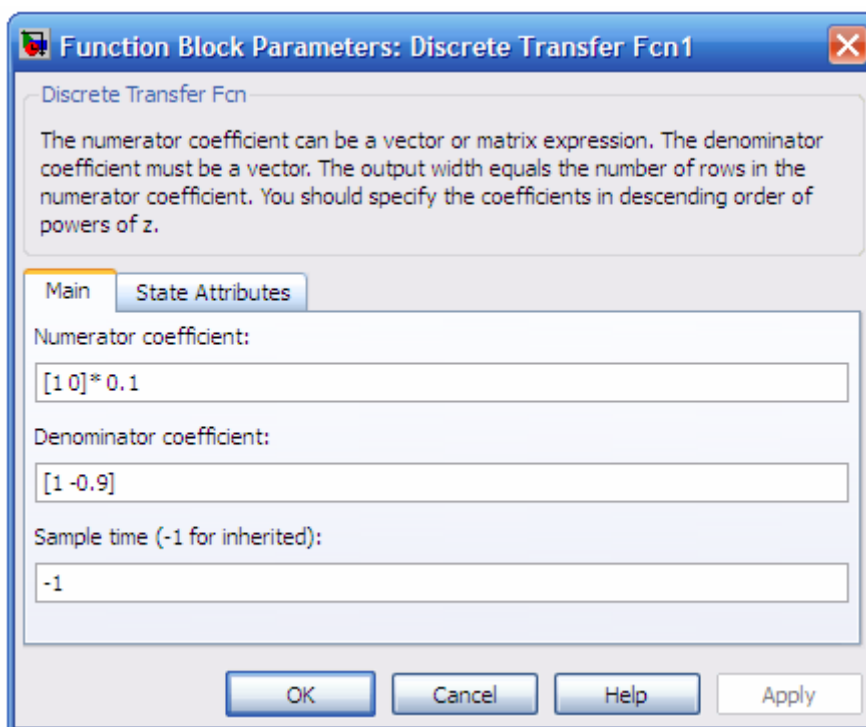 Function Block Parameters: Discrete Transfer Fcn1
Discrete Transfer Fcn
The numerator coefficient can be a vector or matrix expression. The denominator
coefficient must be a vector. The output width equals the number of rows in the
numerator coefficient. You should specify the coefficients in descending order of
powers of z.
Main State Attributes
Numerator coefficient:
[1 0]* 0.1
Denominator coefficient:
[1 -0.9]
Sample time (-1 for inherited):
-1
OK Cancel Help Apply